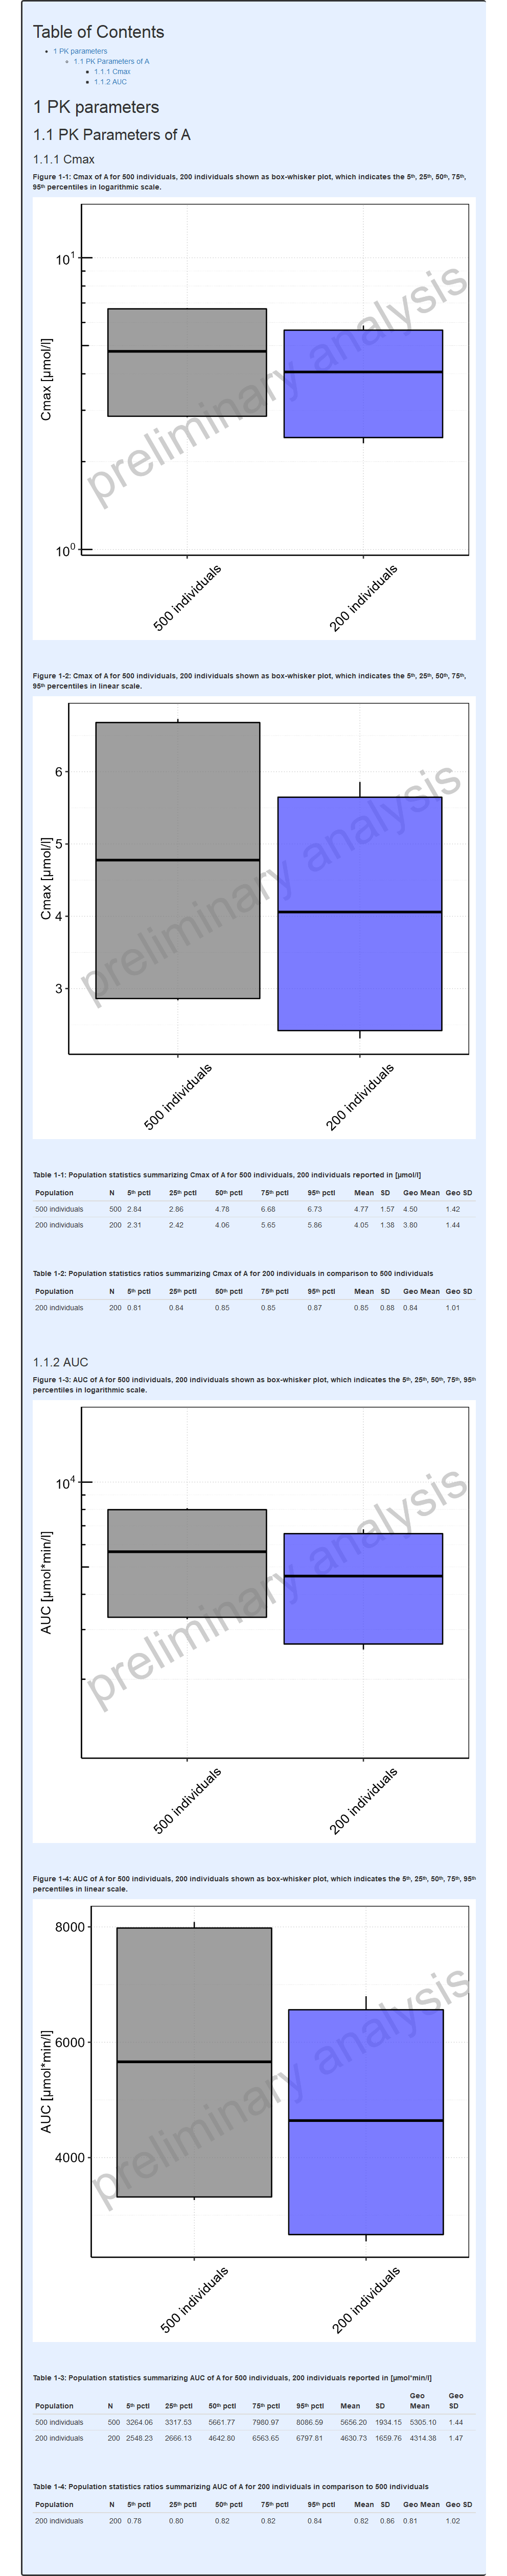 Table of Contents
1 PK parameters
1.1 PK Parameters of A
1.1.1 Cmax
1.1.2 AUC
1 PK parameters
1.1 PK Parameters of A
1.1.1 Cmax
Figure 1-1: Cmax of A for 500 individuals, 200 individuals shown as box-whisker plot, which indicates the 5th, 25th, 50th, 75th,
95th percentiles in logarithmic scale.
10¹
10⁰
Cmax [µmol/l]
preliminary analysis
500 individuals
200 individuals
Figure 1-2: Cmax of A for 500 individuals, 200 individuals shown as box-whisker plot, which indicates the 5th, 25th, 50th, 75th,
95th percentiles in linear scale.
6
5
4
3
Cmax [µmol/l]
preliminary analysis
500 individuals
200 individuals
Table 1-1: Population statistics summarizing Cmax of A for 500 individuals, 200 individuals reported in [µmol/l]
Population N 5th pctl 25th pctl 50th pctl 75th pctl 95th pctl Mean SD Geo Mean Geo SD
500 individuals 500 2.84 2.86 4.78 6.68 6.73 4.77 1.57 4.50 1.42
200 individuals 200 2.31 2.42 4.06 5.65 5.86 4.05 1.38 3.80 1.44
Table 1-2: Population statistics ratios summarizing Cmax of A for 200 individuals in comparison to 500 individuals
Population N 5th pctl 25th pctl 50th pctl 75th pctl 95th pctl Mean SD Geo Mean Geo SD
200 individuals 200 0.81 0.84 0.85 0.85 0.87 0.85 0.88 0.84 1.01
1.1.2 AUC
Figure 1-3: AUC of A for 500 individuals, 200 individuals shown as box-whisker plot, which indicates the 5th, 25th, 50th, 75th, 95th
percentiles in logarithmic scale.
10⁴
AUC [µmol*min/l]
preliminary analysis
500 individuals
200 individuals
Figure 1-4: AUC of A for 500 individuals, 200 individuals shown as box-whisker plot, which indicates the 5th, 25th, 50th, 75th, 95th
percentiles in linear scale.
8000
6000
4000
AUC [µmol*min/l]
preliminary analysis
500 individuals
200 individuals
Table 1-3: Population statistics summarizing AUC of A for 500 individuals, 200 individuals reported in [µmol*min/l]
Population N 5th pctl 25th pctl 50th pctl 75th pctl 95th pctl Mean SD Geo Mean Geo SD
500 individuals 500 3264.06 3317.53 5661.77 7980.97 8086.59 5656.20 1934.15 5305.10 1.44
200 individuals 200 2548.23 2666.13 4642.80 6563.65 6797.81 4630.73 1659.76 4314.38 1.47
Table 1-4: Population statistics ratios summarizing AUC of A for 200 individuals in comparison to 500 individuals
Population N 5th pctl 25th pctl 50th pctl 75th pctl 95th pctl Mean SD Geo Mean Geo SD
200 individuals 200 0.78 0.80 0.82 0.82 0.84 0.82 0.86 0.81 1.02